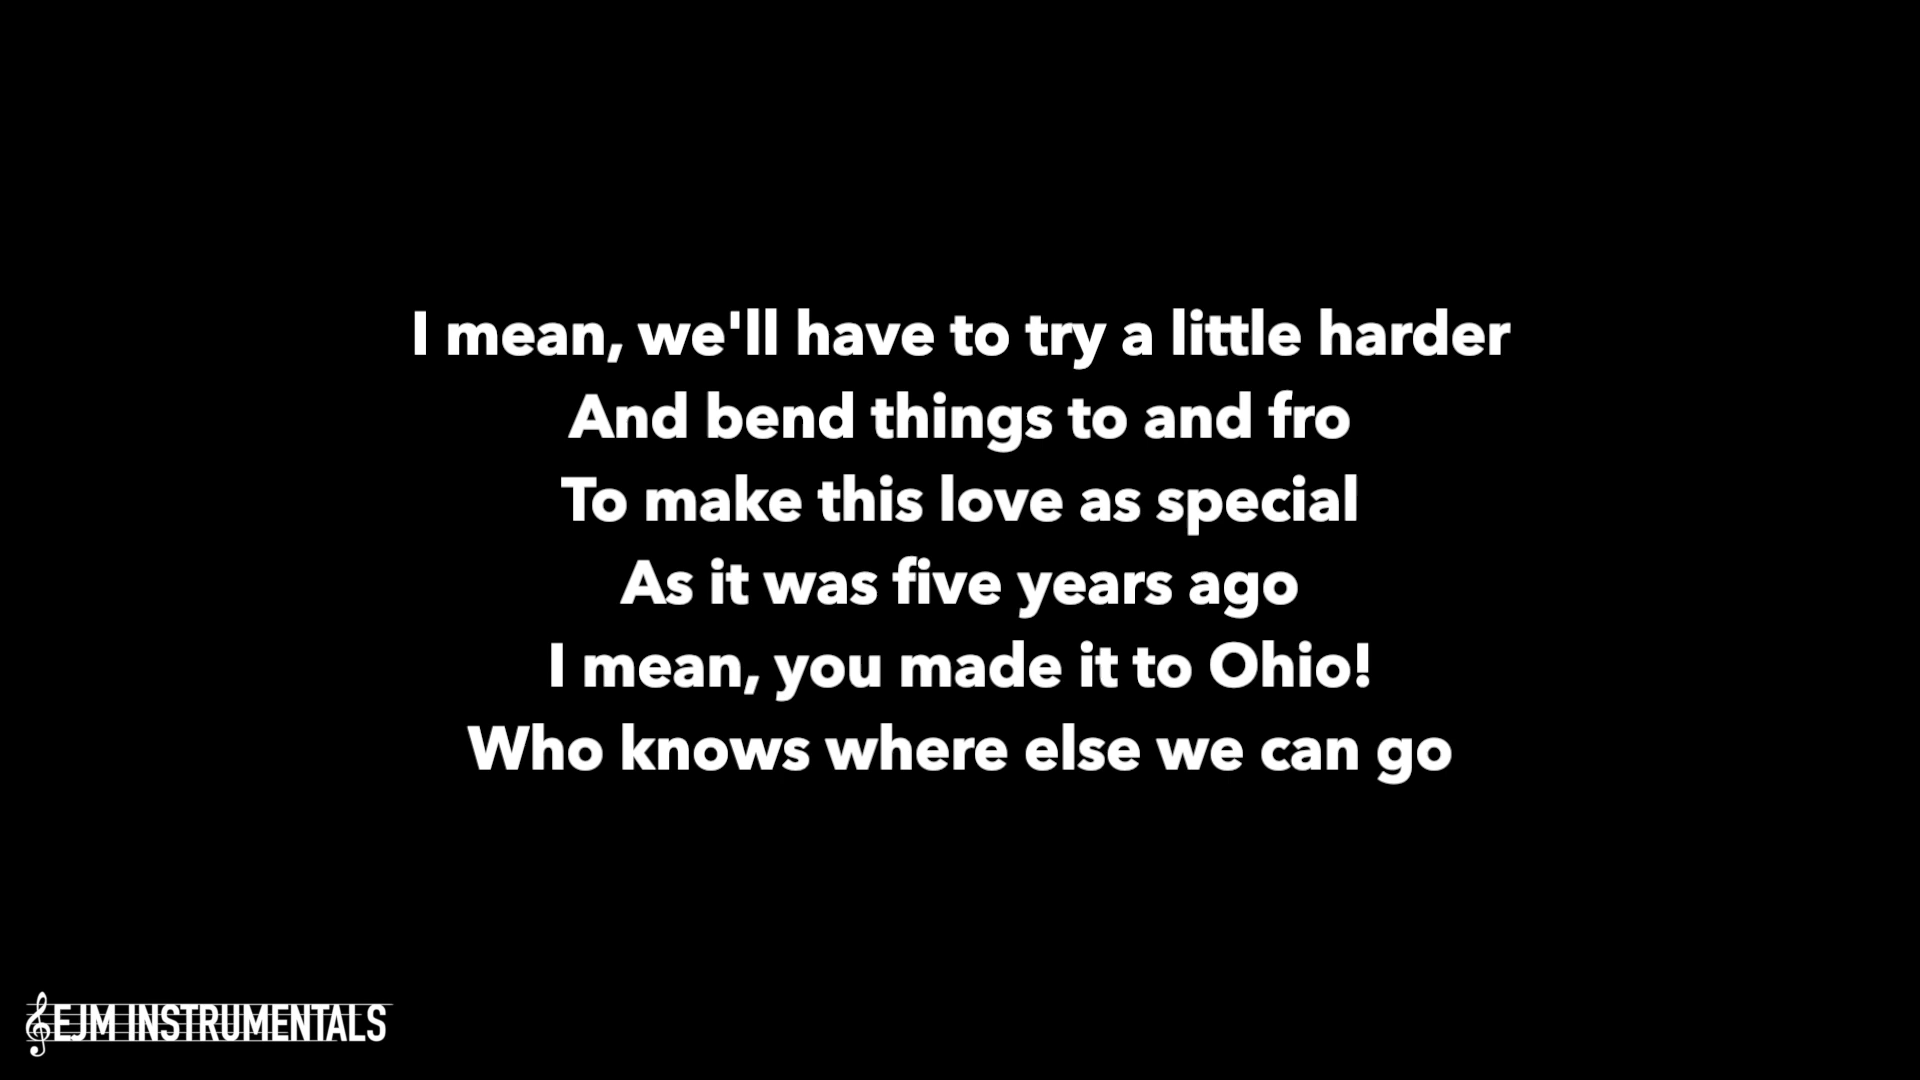 I mean, we'll have to try a little harder
And bend things to and fro
To make this love as special
As it was five years ago
I mean, you made it to Ohio!
Who knows where else we can go
EJM INSTRUMENTALS